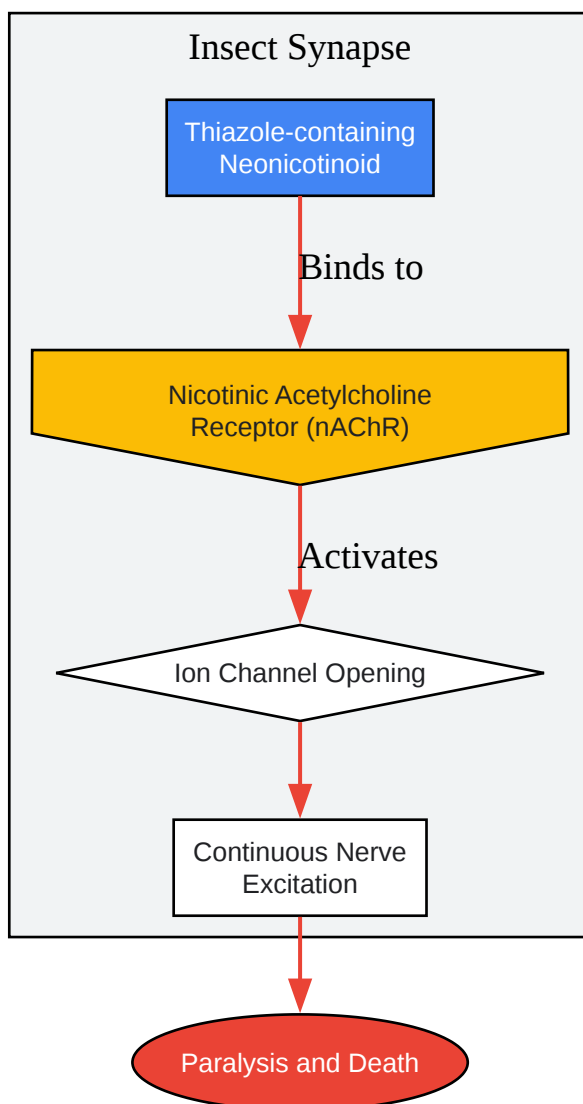 Insect Synapse
Thiazole-containing
Neonicotinoid
Binds to
Nicotinic Acetylcholine
Receptor (nAChR)
Activates
Ion Channel Opening
Continuous Nerve
Excitation
Paralysis and Death